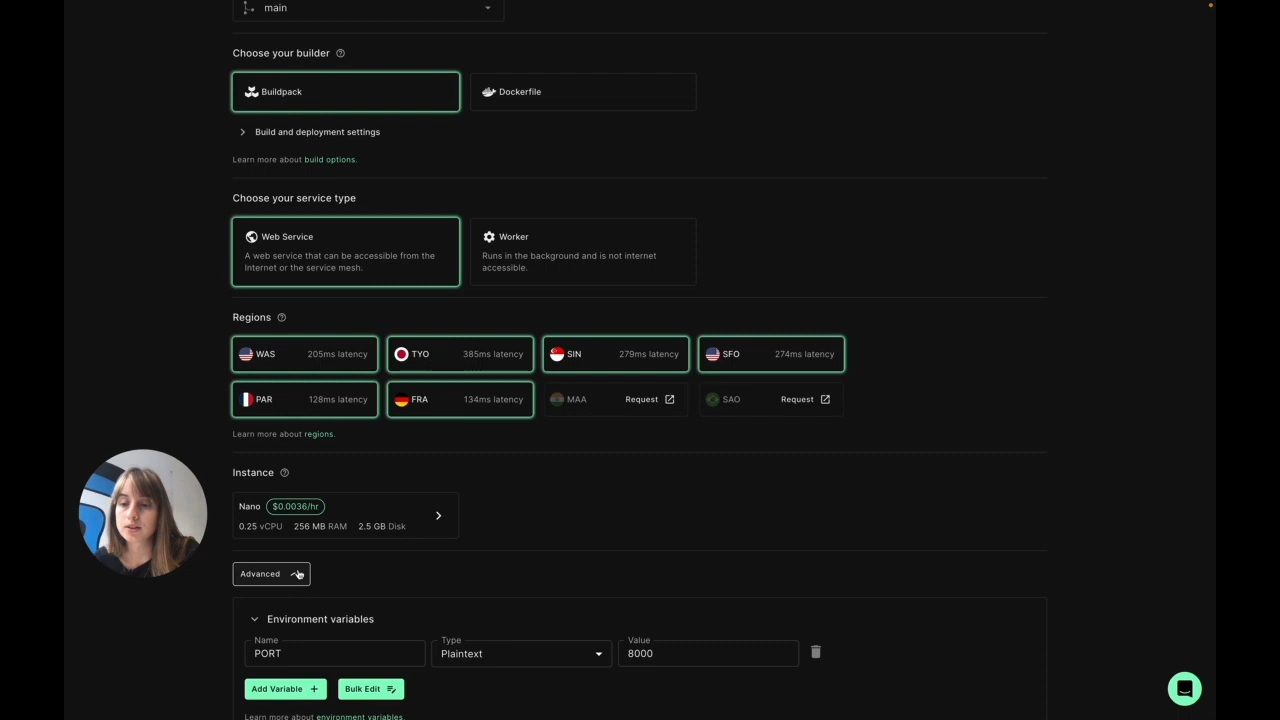 main
Choose your builder
Buildpack
Dockerfile
Build and deployment settings
Learn more about build options.
Choose your service type
Web Service
A web service that can be accessible from the
Internet or the service mesh.
Worker
Runs in the background and is not internet
accessible.
Regions
WAS 205ms latency
TYO 385ms latency
SIN 279ms latency
SFO 274ms latency
PAR 128ms latency
FRA 134ms latency
MAA Request
SAO Request
Learn more about regions.
Instance
Nano $0.0036/hr
0.25 vCPU 256 MB RAM 2.5 GB Disk
Advanced
Environment variables
Name
PORT
Type
Plaintext
Value
8000
Add Variable +
Bulk Edit
Learn more about environment variables.